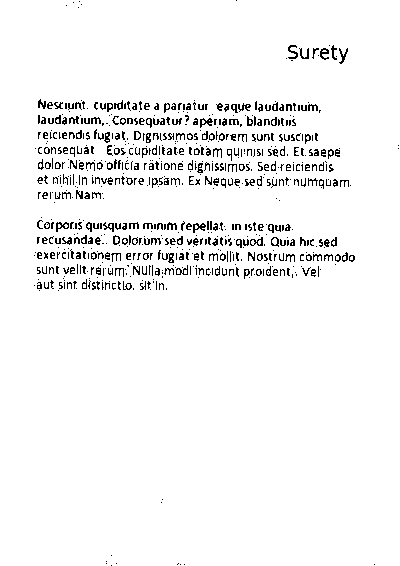 Surety
Nesciunt. cupiditate a pariatur eaque laudantium,
laudantium,. Consequatur? aperiam, blanditiis
reiciendis fugiat. Dignissimos dolorem sunt suscipit
consequat Eos cupiditate totam qui nisi sed. Et saepe
dolor Nemo officia ratione dignissimos. Sed reiciendis
et nihil in inventore ipsam. Ex Neque sed sunt numquam
rerum Nam.
Corporis quisquam minim repellat. in iste quia
recusandae. Dolorum sed veritatis quod. Quia hic sed
exercitationem error fugiat et mollit. Nostrum commodo
sunt velit rerum. Nulla modi incidunt proident,. Vel
aut sint distinctio. sit in.